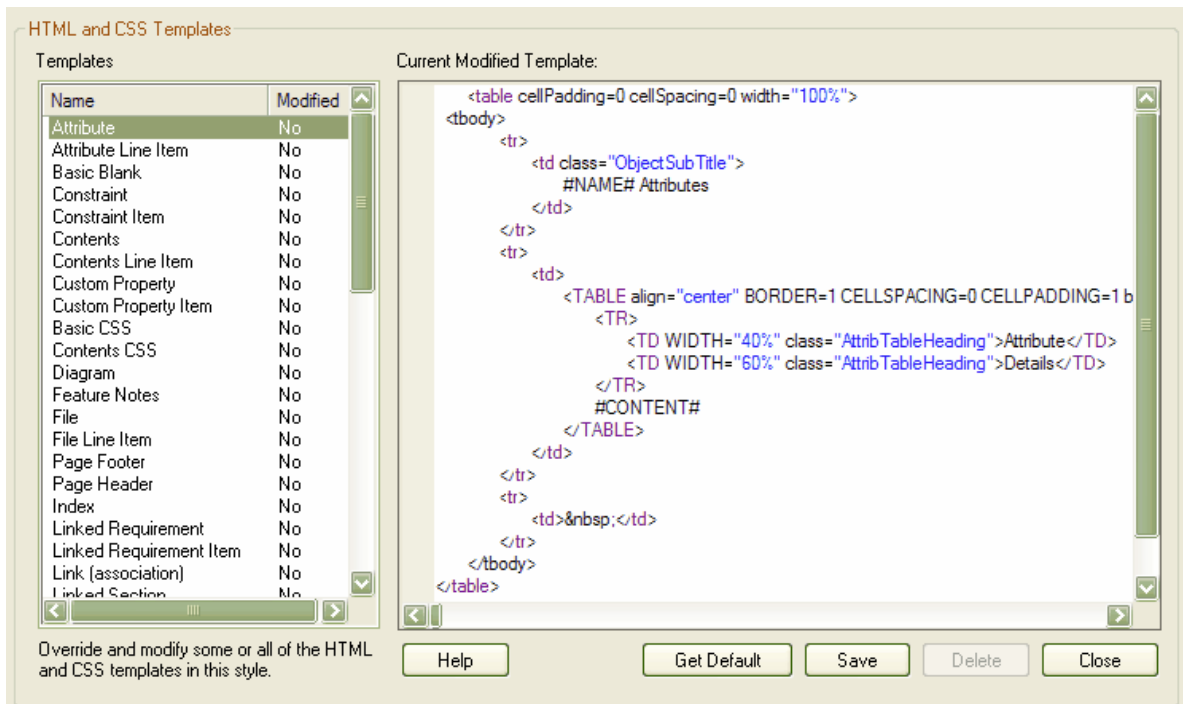 HTML and CSS Templates
Templates
Current Modified Template:
Name Modified
Attribute No
Attribute Line Item No
Basic Blank No
Constraint No
Constraint Item No
Contents No
Contents Line Item No
Custom Property No
Custom Property Item No
Basic CSS No
Contents CSS No
Diagram No
Feature Notes No
File No
File Line Item No
Page Footer No
Page Header No
Index No
Linked Requirement No
Linked Requirement Item No
Link (association) No
Linked Section No
<table cellPadding=0 cellSpacing=0 width="100%">
<tbody>
<tr>
<td class="ObjectSubTitle">
#NAME# Attributes
</td>
</tr>
<tr>
<td>
<TABLE align="center" BORDER=1 CELLSPACING=0 CELLPADDING=1 b
<TR>
<TD WIDTH="40%" class="AttribTableHeading">Attribute</TD>
<TD WIDTH="60%" class="AttribTableHeading">Details</TD>
</TR>
#CONTENT#
</TABLE>
</td>
</tr>
<tr>
<td>&nbsp;</td>
</tr>
</tbody>
</table>
Override and modify some or all of the HTML
and CSS templates in this style.
Help Get Default Save Delete Close